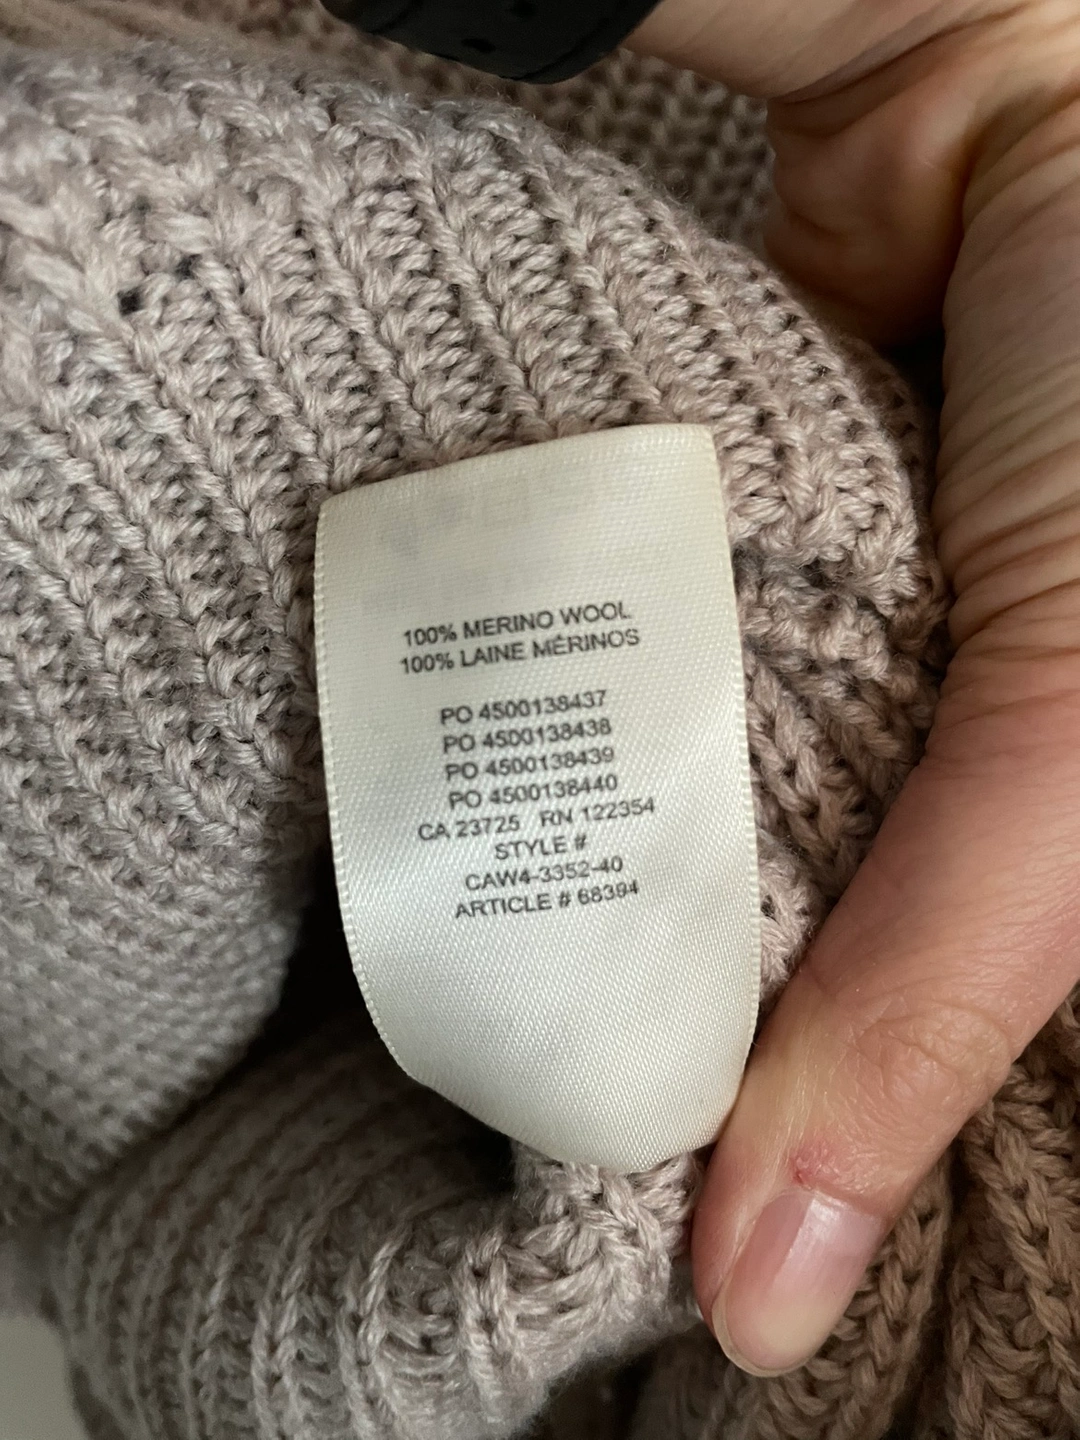 100% MERINO WOOL
100% LAINE MÉRINOS
PO 4500138437
PO 4500138438
PO 4500138439
PO 4500138440
CA 23725 RN 122354
STYLE #
CAW4-3352-40
ARTICLE # 68394